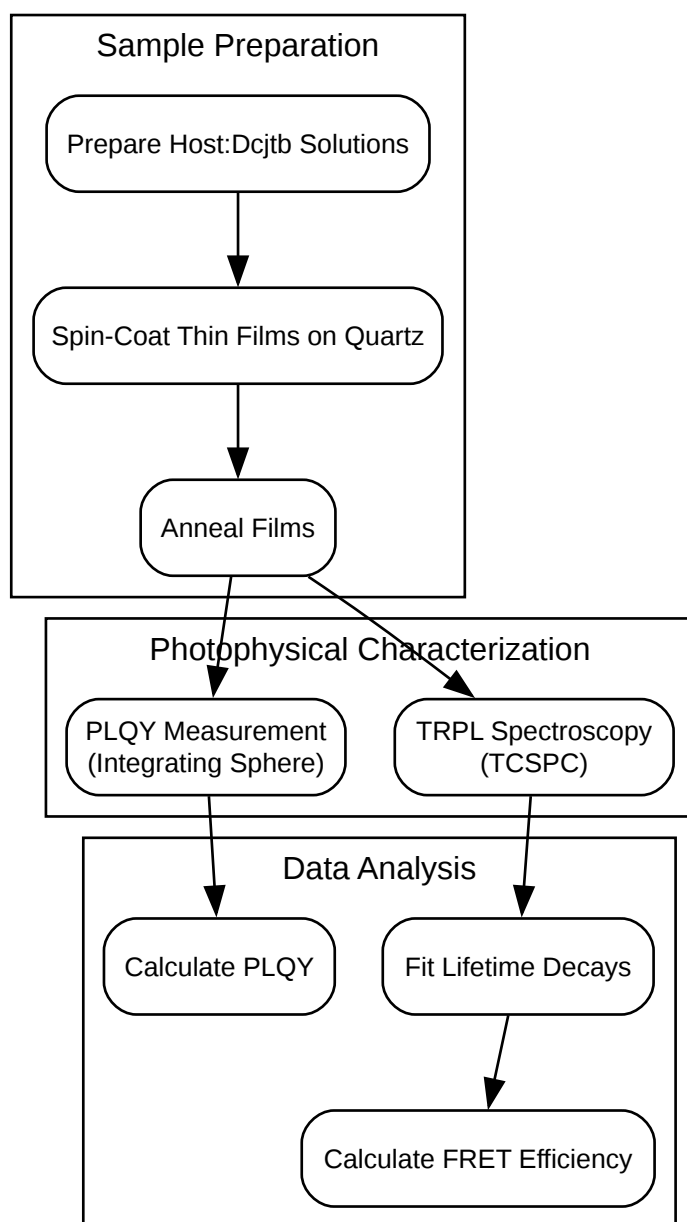 Sample Preparation
Prepare Host:Dcjtb Solutions
Spin-Coat Thin Films on Quartz
Anneal Films
Photophysical Characterization
PLQY Measurement
(Integrating Sphere)
TRPL Spectroscopy
(TCSPC)
Data Analysis
Calculate PLQY
Fit Lifetime Decays
Calculate FRET Efficiency